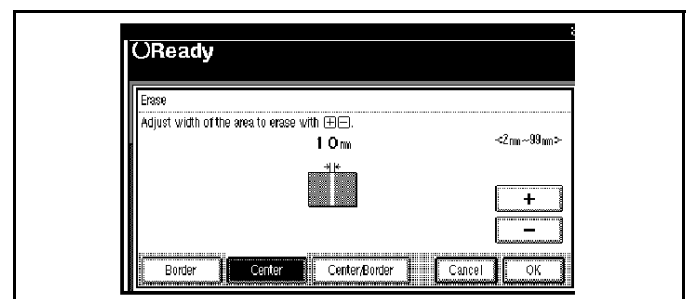 Ready
Erase
Adjust width of the area to erase with [+][-].
10mm <2mm~99mm>
+
-
Border Center Center/Border Cancel OK